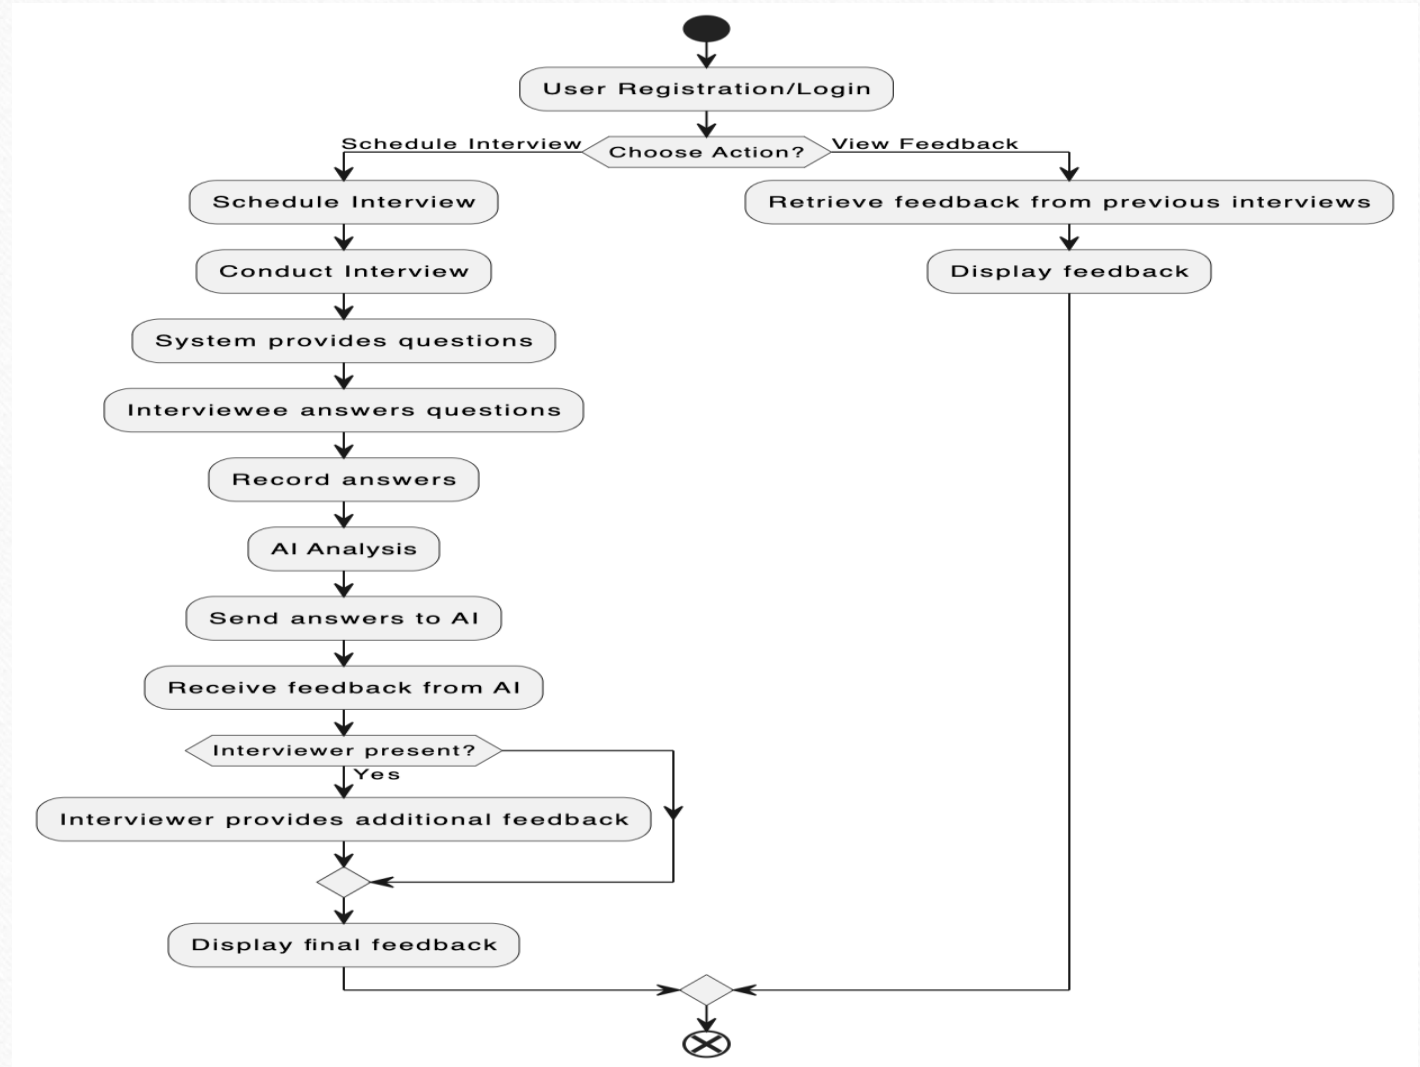 User Registration/Login
Schedule Interview
Choose Action?
View Feedback
Schedule Interview
Retrieve feedback from previous interviews
Conduct Interview
Display feedback
System provides questions
Interviewee answers questions
Record answers
AI Analysis
Send answers to AI
Receive feedback from AI
Interviewer present?
Yes
Interviewer provides additional feedback
Display final feedback